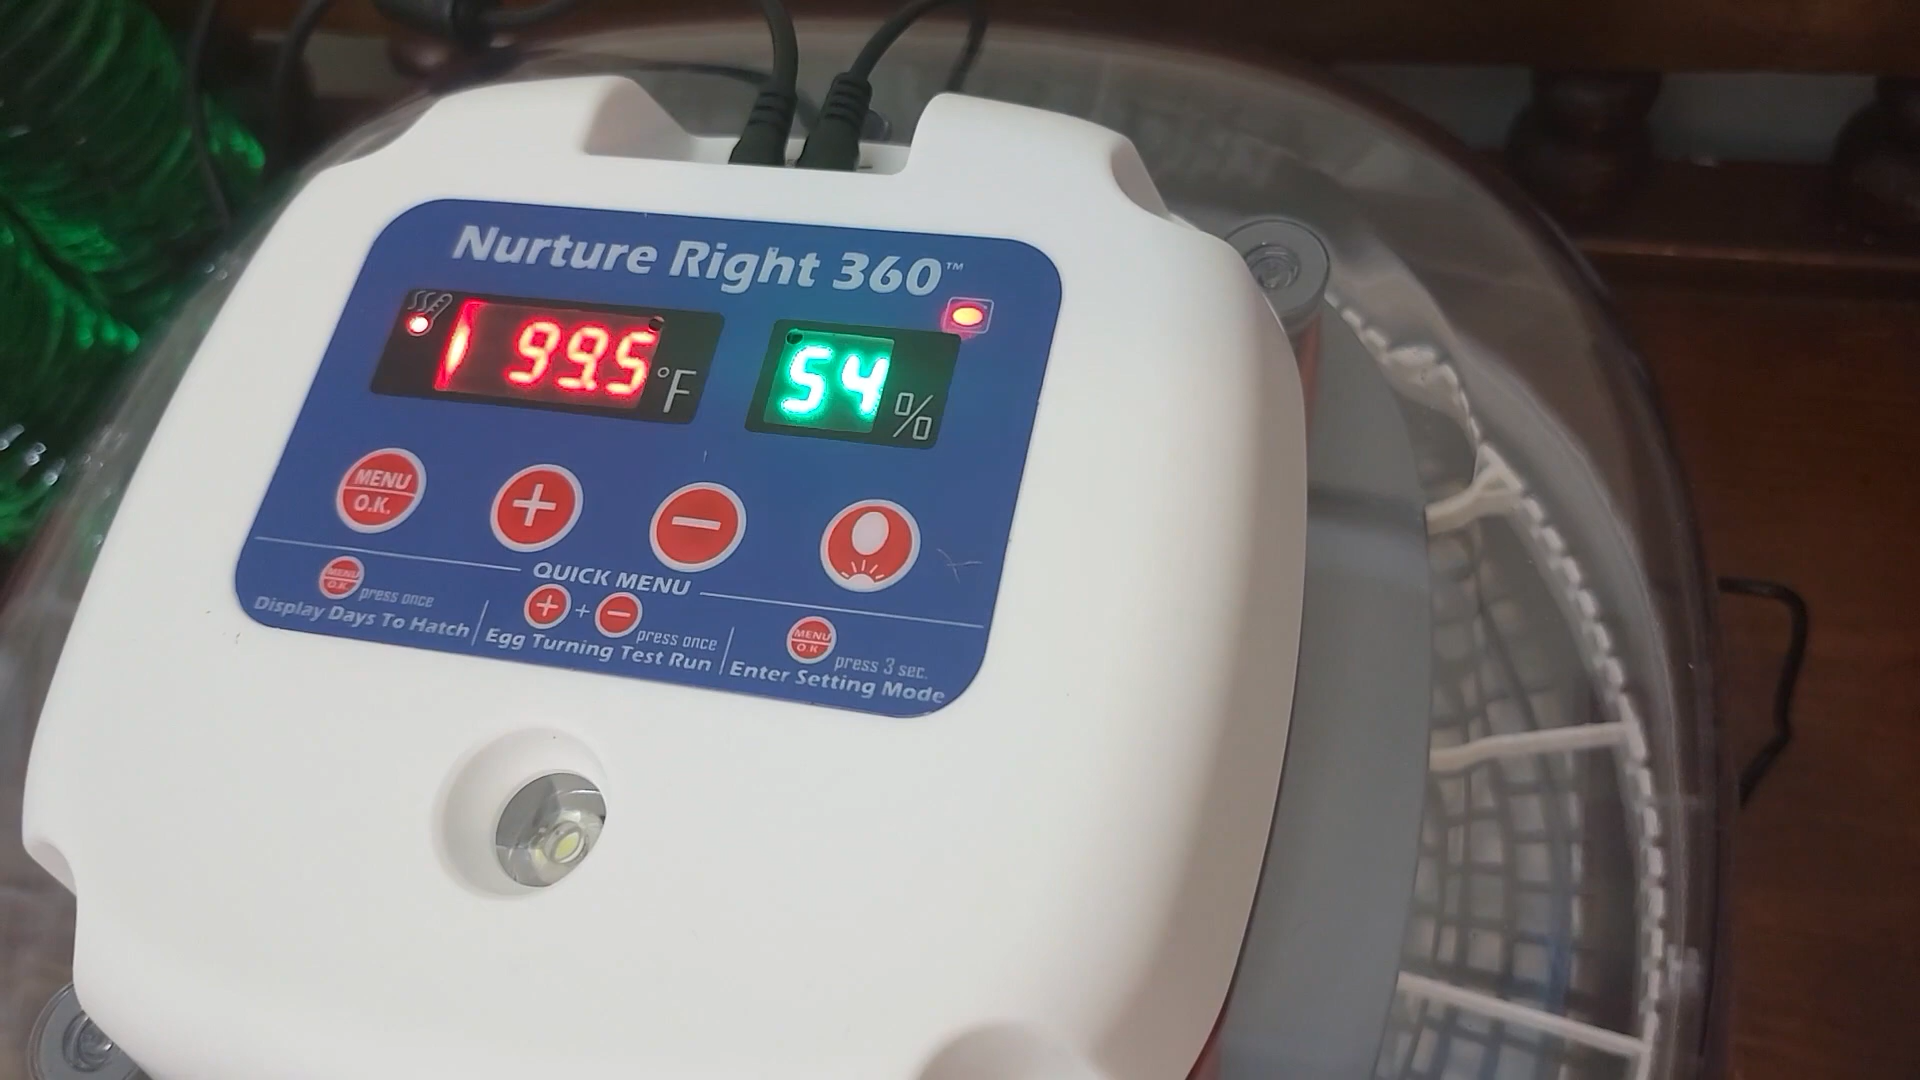 Nurture Right 360™
99.5 °F
54 %
MENU
O.K.
QUICK MENU
MENU
O.K. press once
Display Days To Hatch
+ + − press once
Egg Turning Test Run
MENU
O.K press 3 sec.
Enter Setting Mode